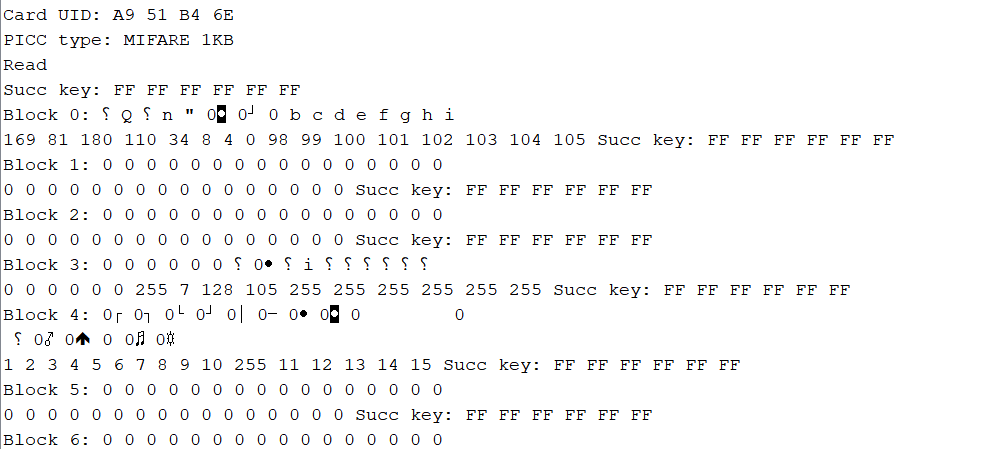 Card UID: A9 51 B4 6E
PICC type: MIFARE 1KB
Read
Succ key: FF FF FF FF FF FF
Block 0: ⸮ Q ⸮ n " 0◘ 0┘ 0 b c d e f g h i
169 81 180 110 34 8 4 0 98 99 100 101 102 103 104 105 Succ key: FF FF FF FF FF FF
Block 1: 0 0 0 0 0 0 0 0 0 0 0 0 0 0 0 0
0 0 0 0 0 0 0 0 0 0 0 0 0 0 0 0 Succ key: FF FF FF FF FF FF
Block 2: 0 0 0 0 0 0 0 0 0 0 0 0 0 0 0 0
0 0 0 0 0 0 0 0 0 0 0 0 0 0 0 0 Succ key: FF FF FF FF FF FF
Block 3: 0 0 0 0 0 0 ⸮ 0• ⸮ i ⸮ ⸮ ⸮ ⸮ ⸮ ⸮
0 0 0 0 0 0 255 7 128 105 255 255 255 255 255 255 Succ key: FF FF FF FF FF FF
Block 4: 0┌ 0┐ 0└ 0┘ 0│ 0─ 0• 0◘ 0 0
⸮ 0♂ 0🡅 0 0♫ 0☼
1 2 3 4 5 6 7 8 9 10 255 11 12 13 14 15 Succ key: FF FF FF FF FF FF
Block 5: 0 0 0 0 0 0 0 0 0 0 0 0 0 0 0 0
0 0 0 0 0 0 0 0 0 0 0 0 0 0 0 0 Succ key: FF FF FF FF FF FF
Block 6: 0 0 0 0 0 0 0 0 0 0 0 0 0 0 0 0